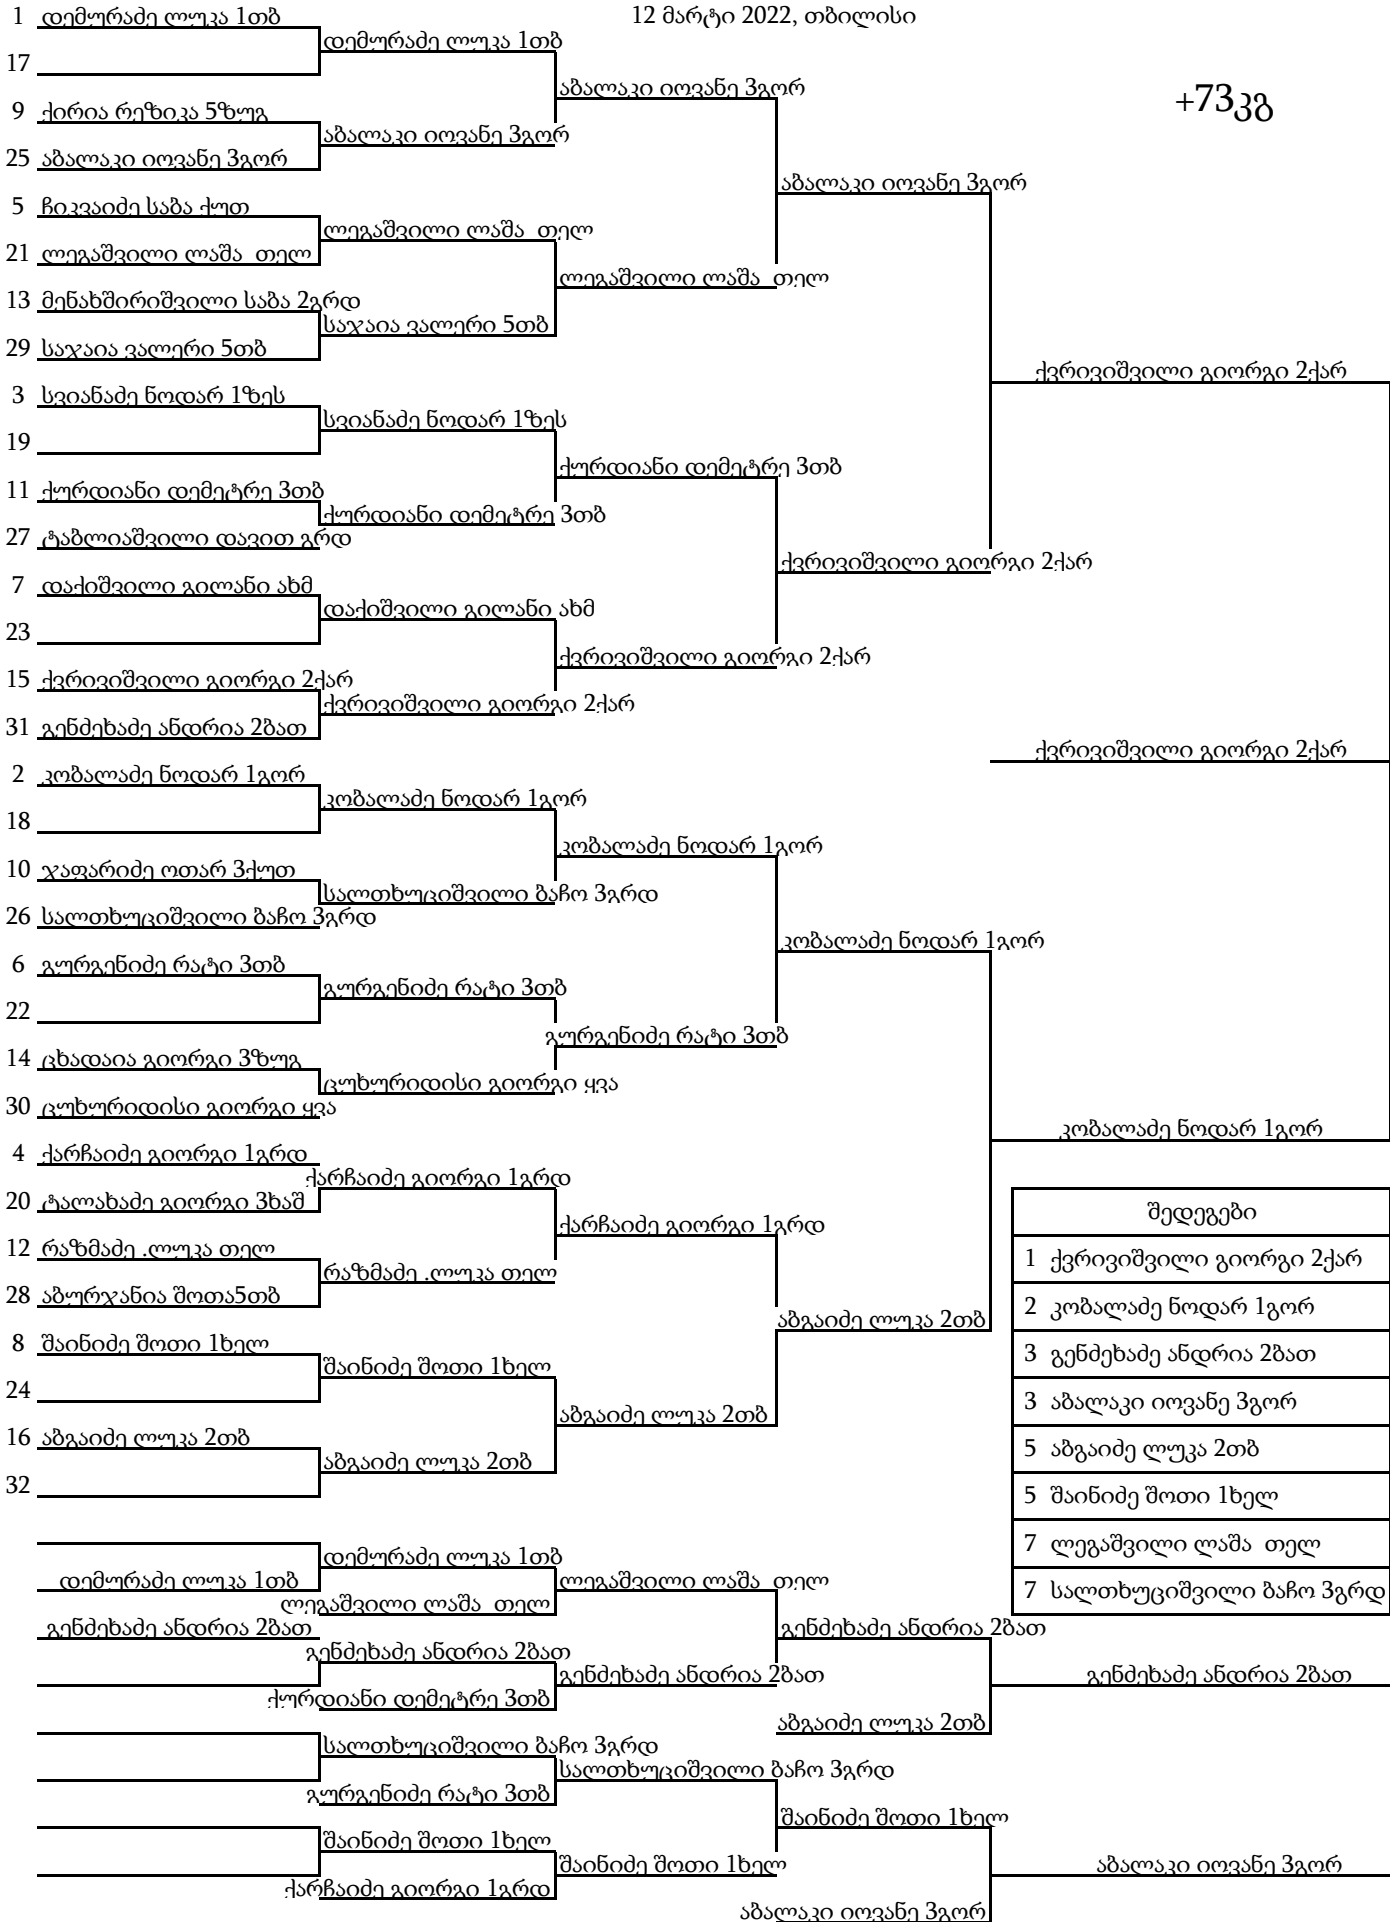 12 მარტი 2022, თბილისი
+73კგ
1 დემურაძე ლუკა 1თბ
დემურაძე ლუკა 1თბ
17
აბალაკი იოვანე 3გორ
9 ქირია რეზიკა 5ზუგ
აბალაკი იოვანე 3გორ
25 აბალაკი იოვანე 3გორ
აბალაკი იოვანე 3გორ
5 ჩიკვაიძე საბა ქუთ
ლეგაშვილი ლაშა თელ
21 ლეგაშვილი ლაშა თელ
ლეგაშვილი ლაშა თელ
13 მენახშირიშვილი საბა 2გრდ
საჯაია ვალერი 5თბ
29 საჯაია ვალერი 5თბ
ქვრივიშვილი გიორგი 2ქარ
3 სვიანაძე ნოდარ 1ზეს
სვიანაძე ნოდარ 1ზეს
19
ქურდიანი დემეტრე 3თბ
11 ქურდიანი დემეტრე 3თბ
ქურდიანი დემეტრე 3თბ
27 ტაბლიაშვილი დავით გრდ
ქვრივიშვილი გიორგი 2ქარ
7 დაქიშვილი გილანი ახმ
დაქიშვილი გილანი ახმ
23
ქვრივიშვილი გიორგი 2ქარ
15 ქვრივიშვილი გიორგი 2ქარ
ქვრივიშვილი გიორგი 2ქარ
31 გენძეხაძე ანდრია 2ბათ
ქვრივიშვილი გიორგი 2ქარ
2 კობალაძე ნოდარ 1გორ
კობალაძე ნოდარ 1გორ
18
კობალაძე ნოდარ 1გორ
10 ჯაფარიძე ოთარ 3ქუთ
სალთხუციშვილი ბაჩო 3გრდ
26 სალთხუციშვილი ბაჩო 3გრდ
კობალაძე ნოდარ 1გორ
6 გურგენიძე რატი 3თბ
გურგენიძე რატი 3თბ
22
გურგენიძე რატი 3თბ
14 ცხადაია გიორგი 3ზუგ
ცუხურიდისი გიორგი ყვა
30 ცუხურიდისი გიორგი ყვა
კობალაძე ნოდარ 1გორ
4 ქარჩაიძე გიორგი 1გრდ
ქარჩაიძე გიორგი 1გრდ
20 ტალახაძე გიორგი 3ხაშ
ქარჩაიძე გიორგი 1გრდ
12 რაზმაძე .ლუკა თელ
რაზმაძე .ლუკა თელ
28 აბურჯანია შოთა5თბ
აბგაიძე ლუკა 2თბ
8 შაინიძე შოთი 1ხელ
შაინიძე შოთი 1ხელ
24
აბგაიძე ლუკა 2თბ
16 აბგაიძე ლუკა 2თბ
აბგაიძე ლუკა 2თბ
32
შედეგები
1 ქვრივიშვილი გიორგი 2ქარ
2 კობალაძე ნოდარ 1გორ
3 გენძეხაძე ანდრია 2ბათ
3 აბალაკი იოვანე 3გორ
5 აბგაიძე ლუკა 2თბ
5 შაინიძე შოთი 1ხელ
7 ლეგაშვილი ლაშა თელ
7 სალთხუციშვილი ბაჩო 3გრდ
დემურაძე ლუკა 1თბ
დემურაძე ლუკა 1თბ
ლეგაშვილი ლაშა თელ
ლეგაშვილი ლაშა თელ
გენძეხაძე ანდრია 2ბათ
გენძეხაძე ანდრია 2ბათ
გენძეხაძე ანდრია 2ბათ
გენძეხაძე ანდრია 2ბათ
გენძეხაძე ანდრია 2ბათ
ქურდიანი დემეტრე 3თბ
აბგაიძე ლუკა 2თბ
სალთხუციშვილი ბაჩო 3გრდ
სალთხუციშვილი ბაჩო 3გრდ
გურგენიძე რატი 3თბ
შაინიძე შოთი 1ხელ
შაინიძე შოთი 1ხელ
შაინიძე შოთი 1ხელ
აბალაკი იოვანე 3გორ
ქარჩაიძე გიორგი 1გრდ
აბალაკი იოვანე 3გორ